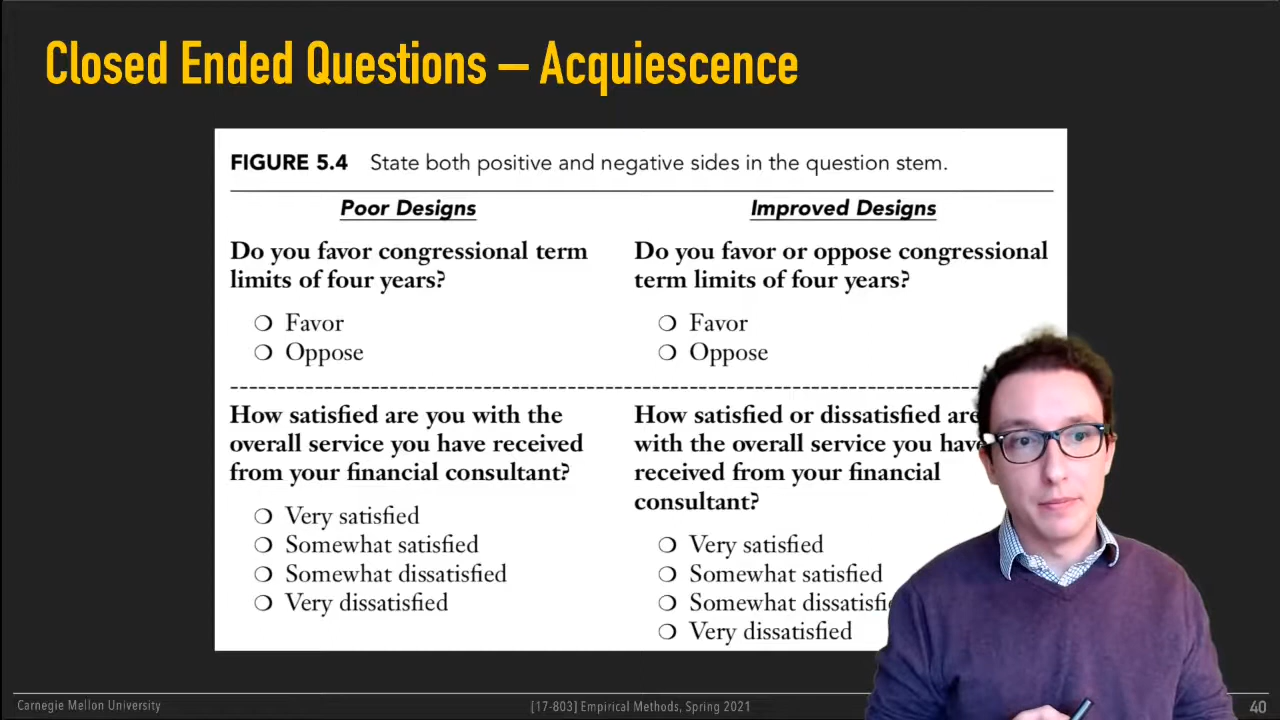 Closed Ended Questions – Acquiescence
FIGURE 5.4 State both positive and negative sides in the question stem.
Poor Designs
Do you favor congressional term
limits of four years?
Favor
Oppose
How satisfied are you with the
overall service you have received
from your financial consultant?
Very satisfied
Somewhat satisfied
Somewhat dissatisfied
Very dissatisfied
Improved Designs
Do you favor or oppose congressional
term limits of four years?
Favor
Oppose
How satisfied or dissatisfied are
with the overall service you have
received from your financial
consultant?
Very satisfied
Somewhat satisfied
Somewhat
Very dissatisfied
Carnegie Mellon University
[17-803] Empirical Methods, Spring 2021
40